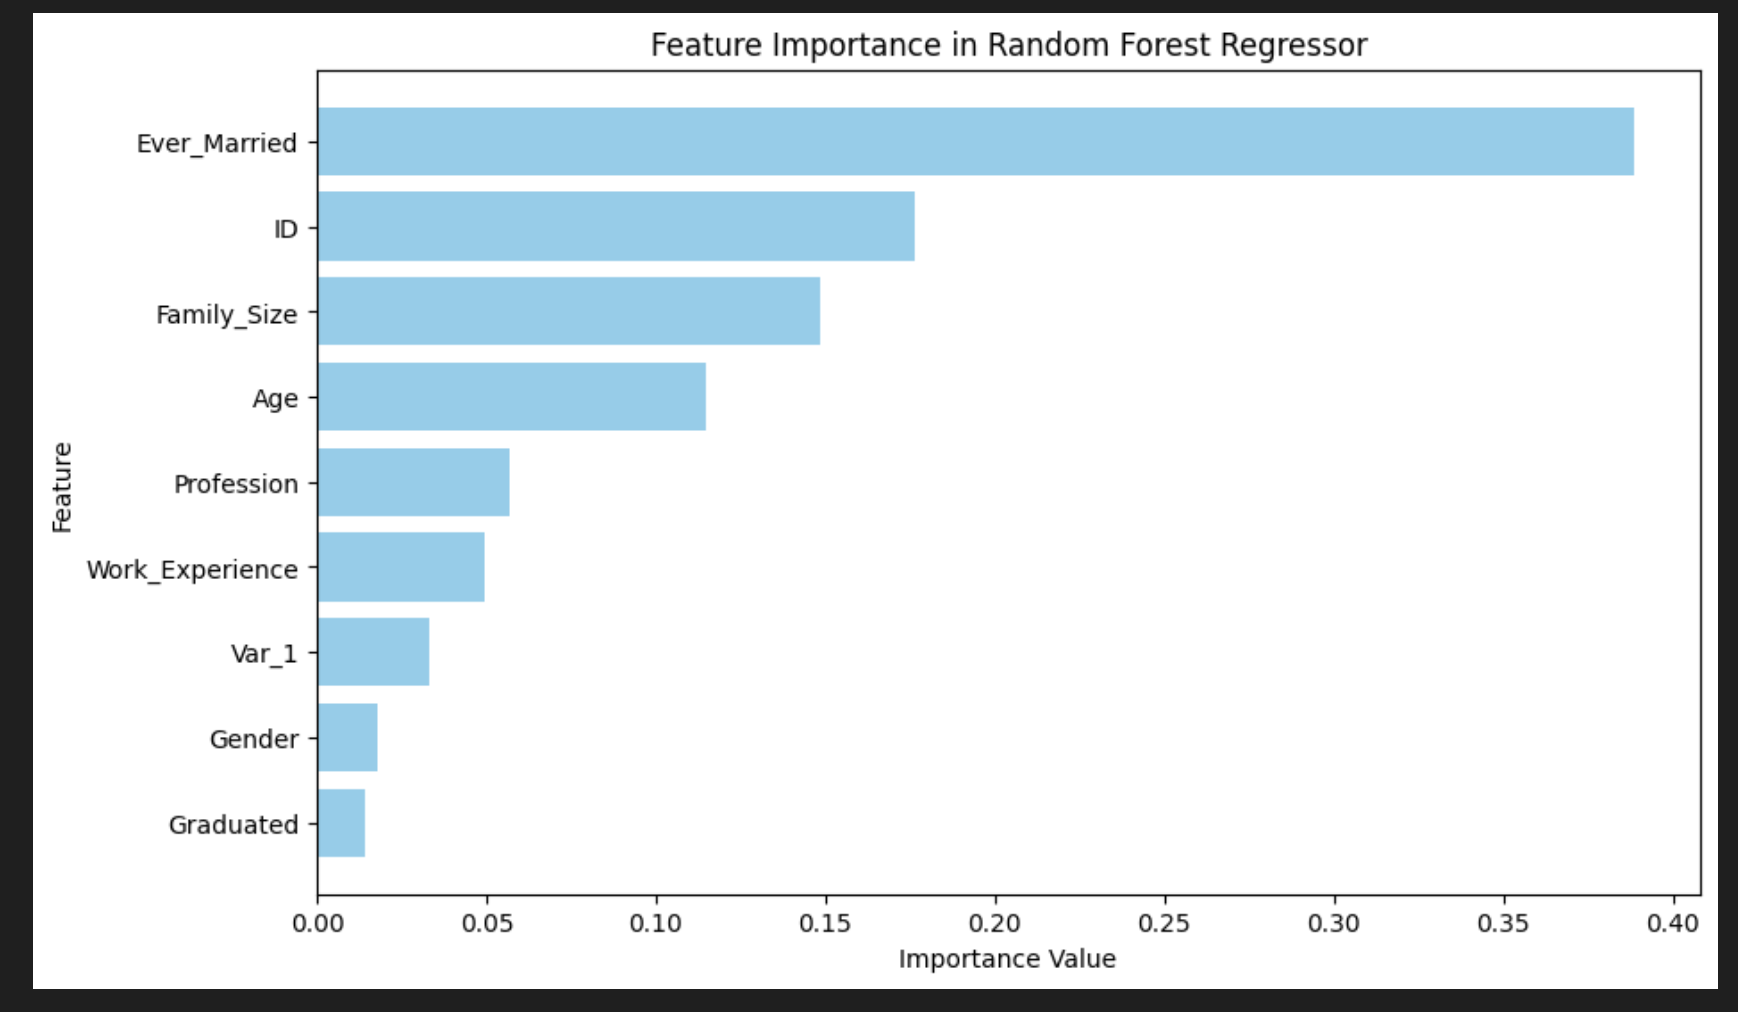 Feature Importance in Random Forest Regressor
Ever_Married
ID
Family_Size
Age
Profession
Work_Experience
Var_1
Gender
Graduated
Feature
0.00 0.05 0.10 0.15 0.20 0.25 0.30 0.35 0.40
Importance Value